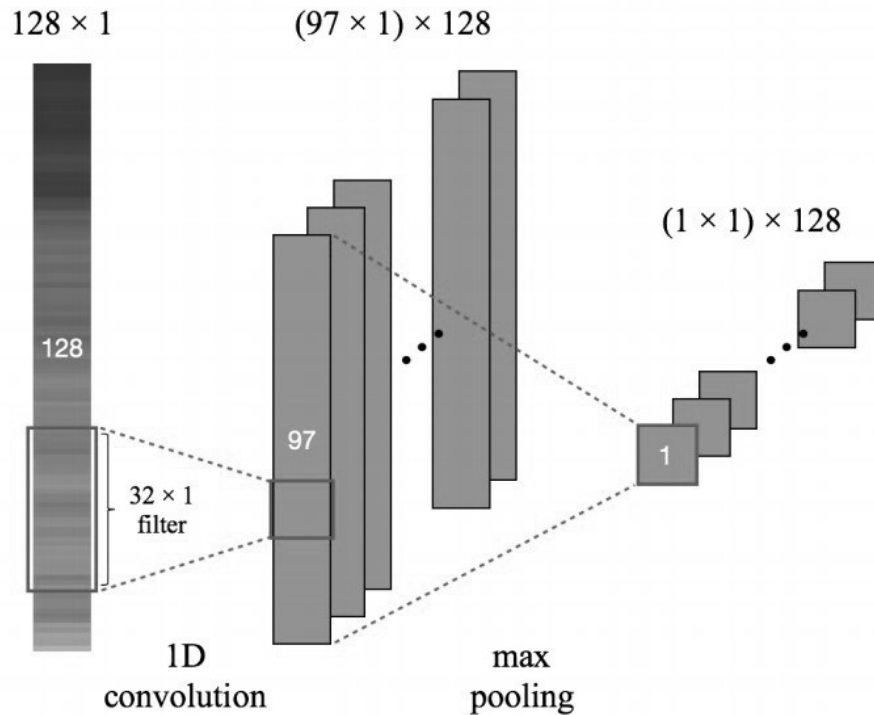 128 × 1
(97 × 1) × 128
(1 × 1) × 128
128
97
1
32 × 1
filter
1D
convolution
max
pooling